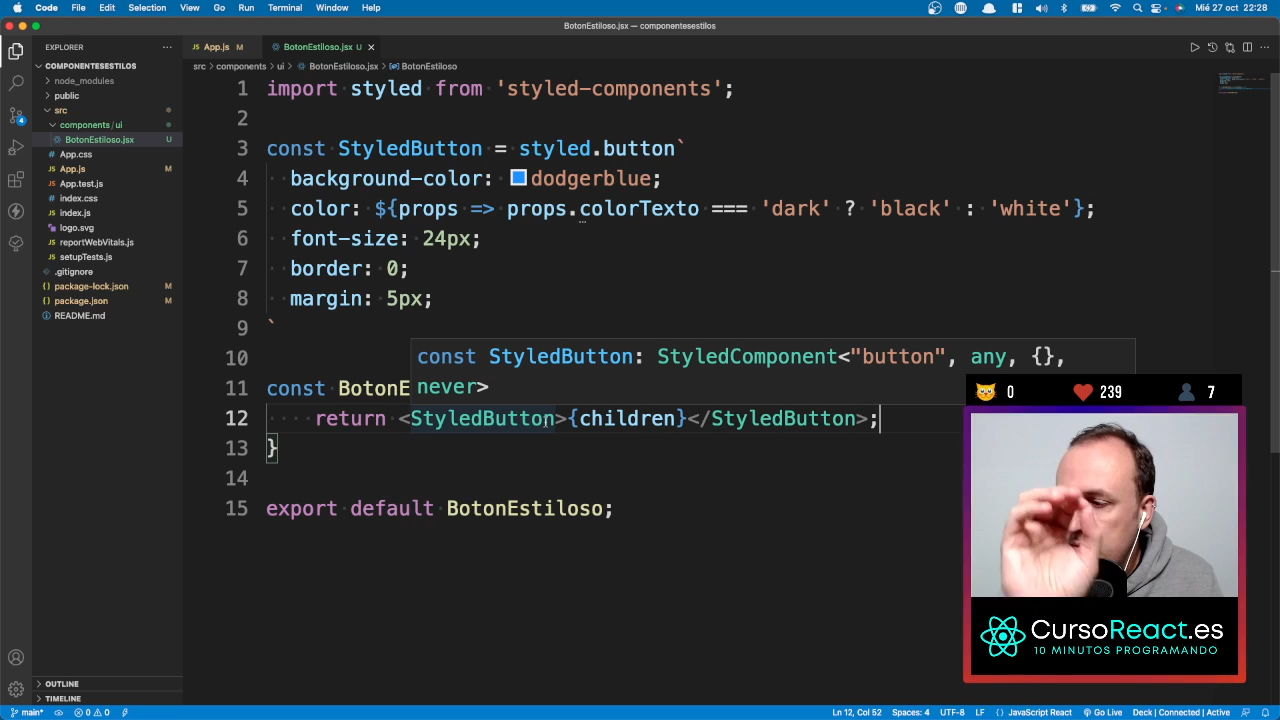 Code File Edit Selection View Go Run Terminal Window Help
Mié 27 oct 22:28
BotonEstiloso.jsx — componentesestilos
EXPLORER
COMPONENTESESTILOS
node_modules
public
src
components / ui
BotonEstiloso.jsx U
App.css
App.js M
App.test.js
index.css
index.js
logo.svg
reportWebVitals.js
setupTests.js
.gitignore
package-lock.json M
package.json M
README.md
OUTLINE
TIMELINE
App.js M
BotonEstiloso.jsx U
src > components > ui > BotonEstiloso.jsx > BotonEstiloso
1 import styled from 'styled-components';
2
3 const StyledButton = styled.button`
4 background-color: dodgerblue;
5 color: ${props => props.colorTexto === 'dark' ? 'black' : 'white'};
6 font-size: 24px;
7 border: 0;
8 margin: 5px;
9 `
10
const StyledButton: StyledComponent<"button", any, {},
never>
11 const BotonE
12 return <StyledButton>{children}</StyledButton>;
13 }
14
15 export default BotonEstiloso;
0 239 7
CursoReact.es
10 MINUTOS PROGRAMANDO
4
main* 0 0
Ln 12, Col 52 Spaces: 4 UTF-8 LF JavaScript React Go Live Deck | Connected | Active